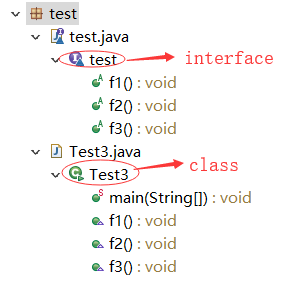 test
test.java
test
interface
f1() : void
f2() : void
f3() : void
Test3.java
Test3
class
main(String[]) : void
f1() : void
f2() : void
f3() : void